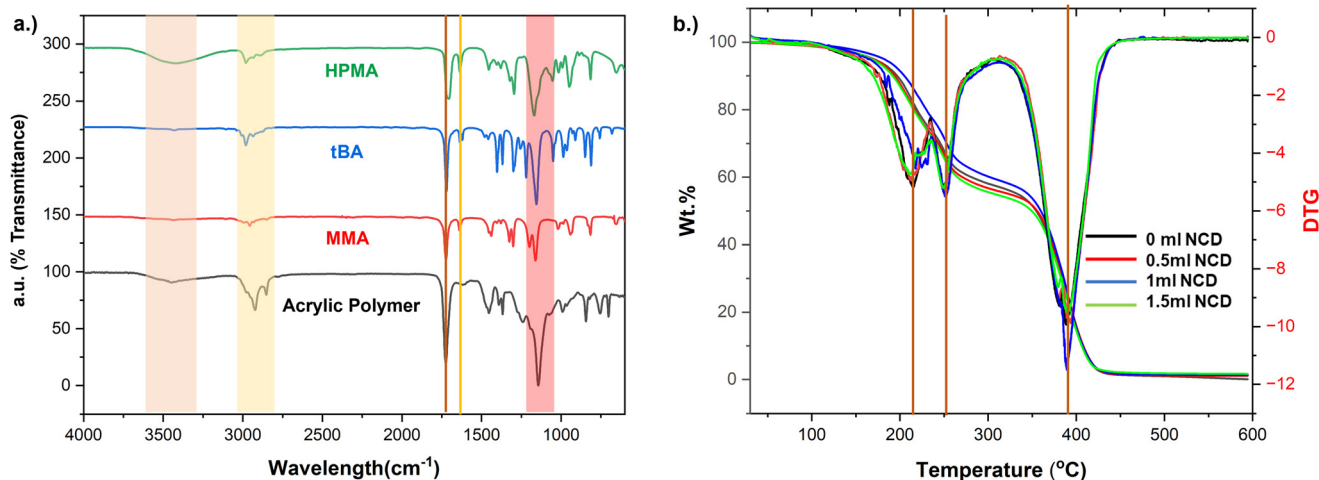 a.)
300
250
200
150
100
50
0
a.u. (% Transmittance)
HPMA
tBA
MMA
Acrylic Polymer
4000
3500
3000
2500
2000
1500
1000
Wavelength(cm-1)
b.)
100
80
60
40
20
0
Wt.%
0
−2
−4
−6
−8
−10
−12
DTG
0 ml NCD
0.5ml NCD
1ml NCD
1.5ml NCD
100
200
300
400
500
600
Temperature (oC)